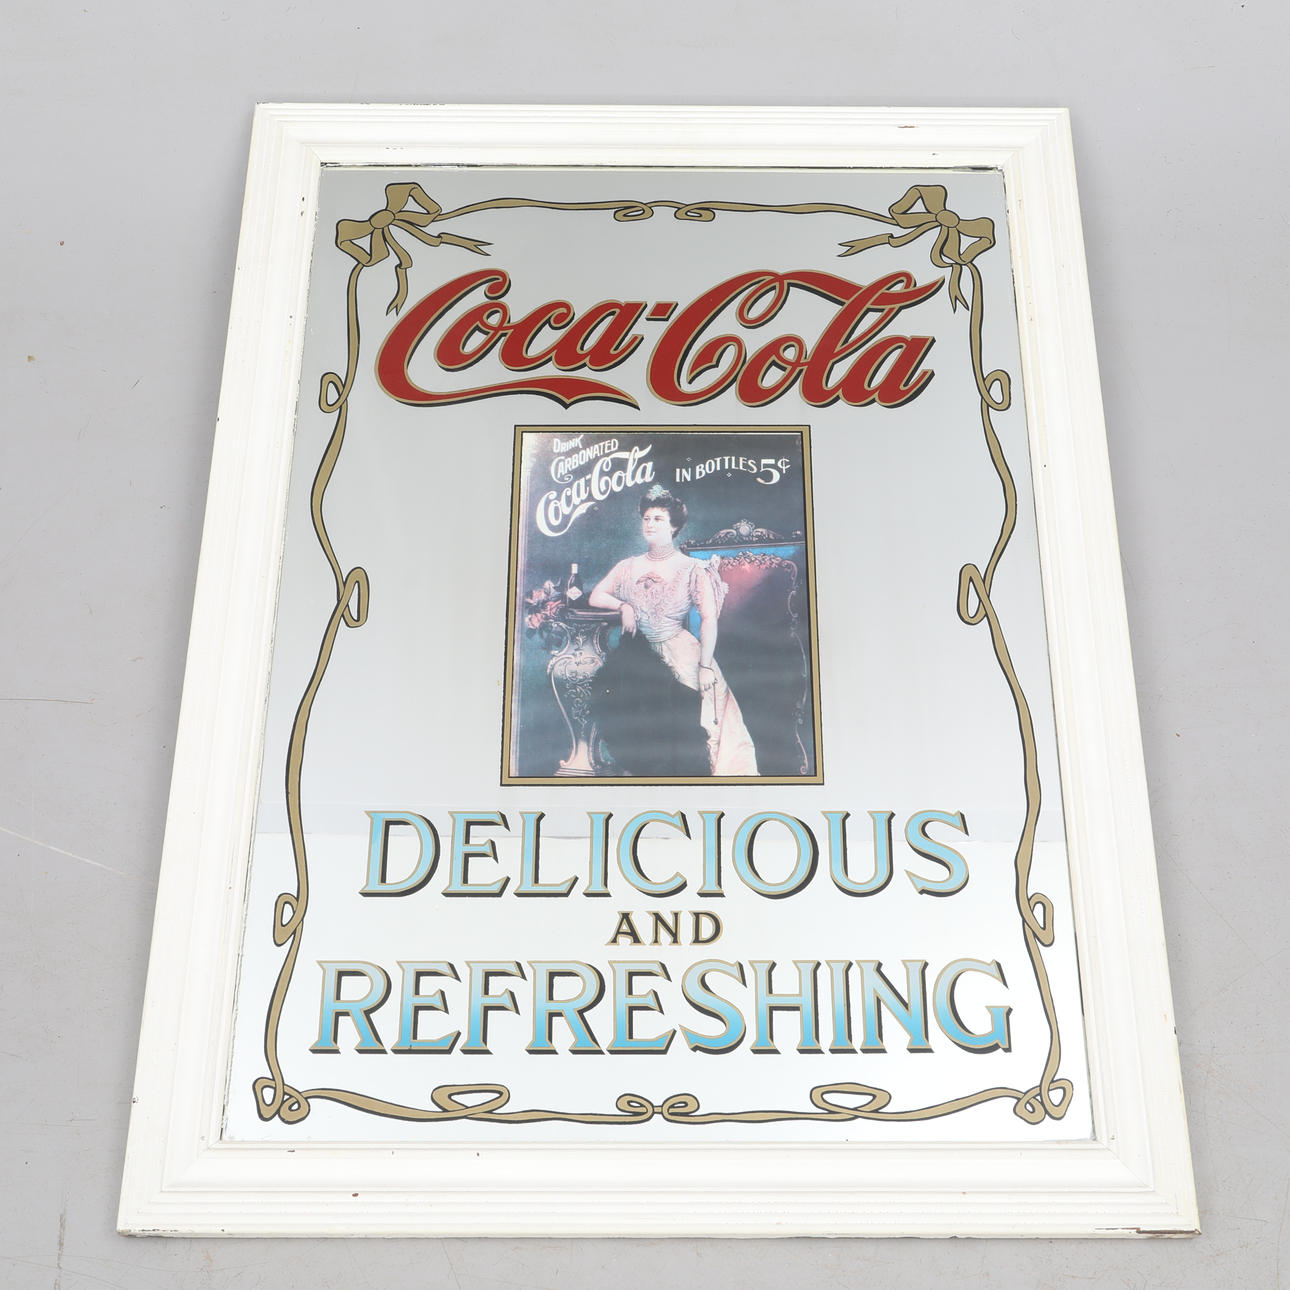 Coca-Cola
DRINK
CARBONATED
Coca-Cola
IN BOTTLES 5¢
DELICIOUS
AND
REFRESHING